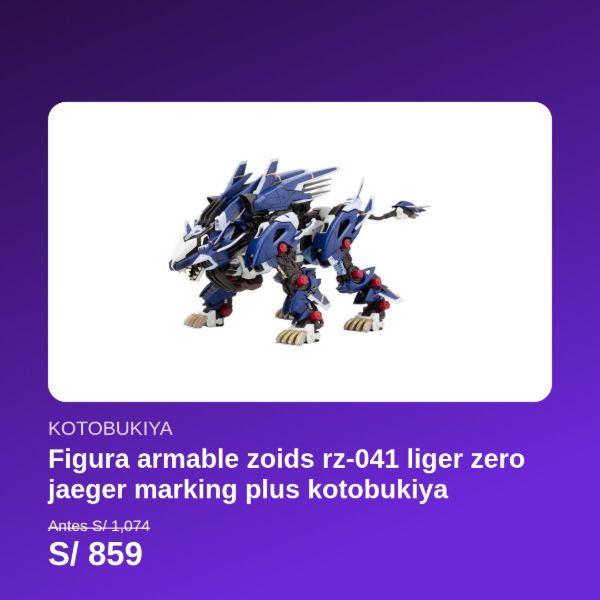 KOTOBUKIYA
Figura armable zoids rz-041 liger zero
jaeger marking plus kotobukiya
Antes S/ 1,074
S/ 859